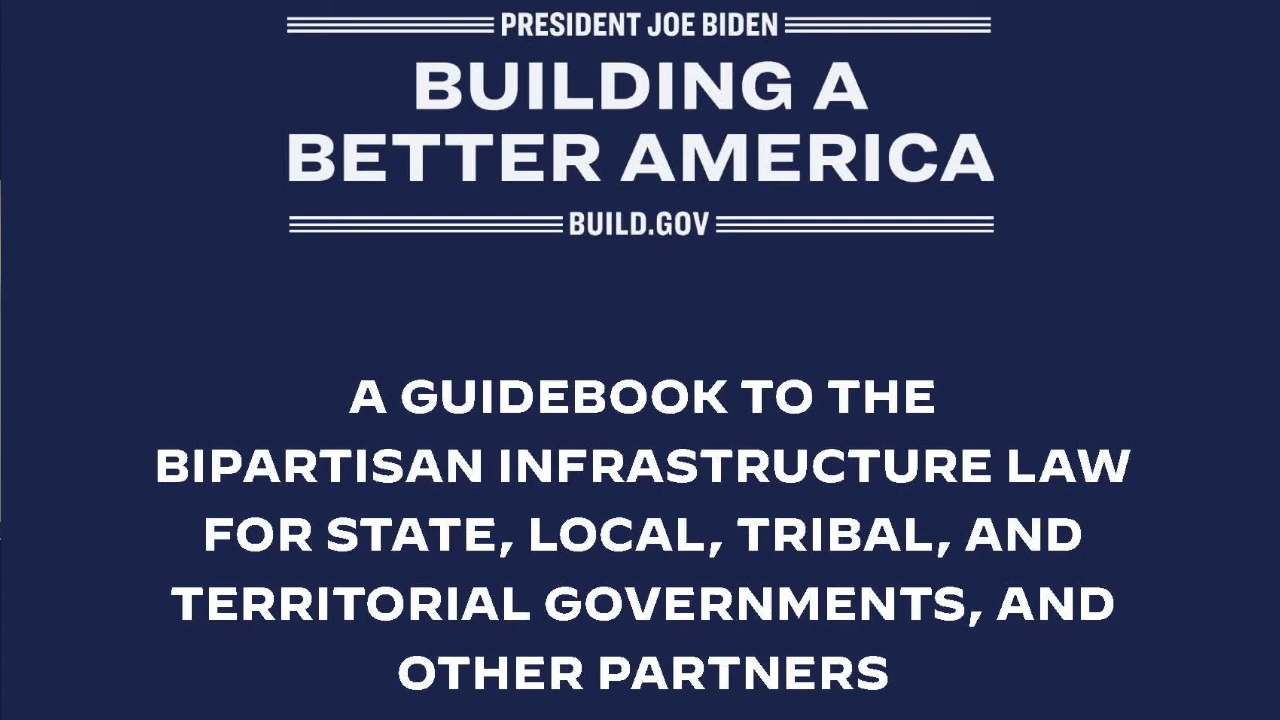 PRESIDENT JOE BIDEN
BUILDING A
BETTER AMERICA
BUILD.GOV
A GUIDEBOOK TO THE
BIPARTISAN INFRASTRUCTURE LAW
FOR STATE, LOCAL, TRIBAL, AND
TERRITORIAL GOVERNMENTS, AND
OTHER PARTNERS